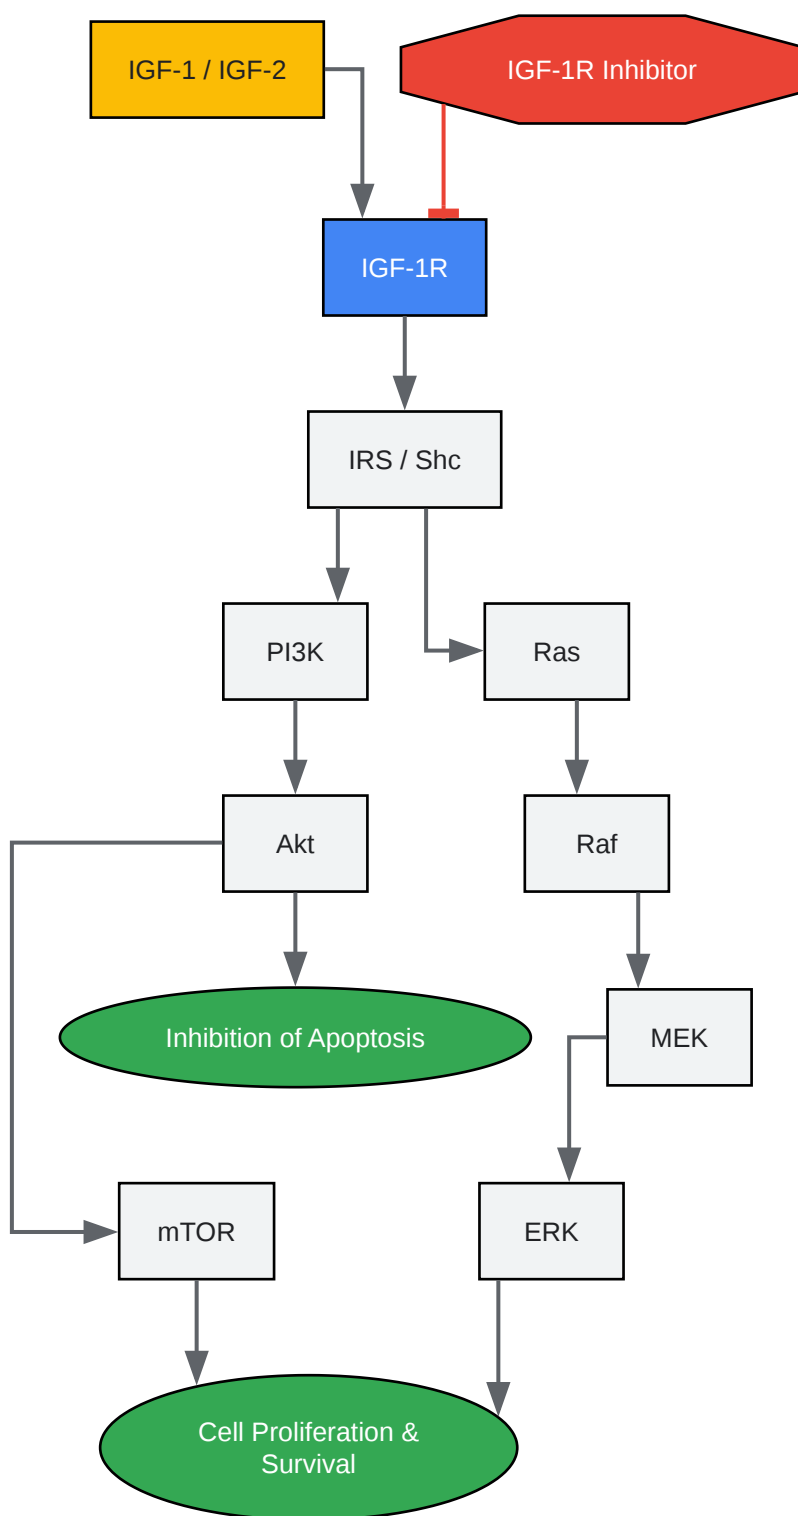 IGF-1 / IGF-2
IGF-1R Inhibitor
IGF-1R
IRS / Shc
PI3K
Ras
Akt
Raf
Inhibition of Apoptosis
MEK
mTOR
ERK
Cell Proliferation &
Survival